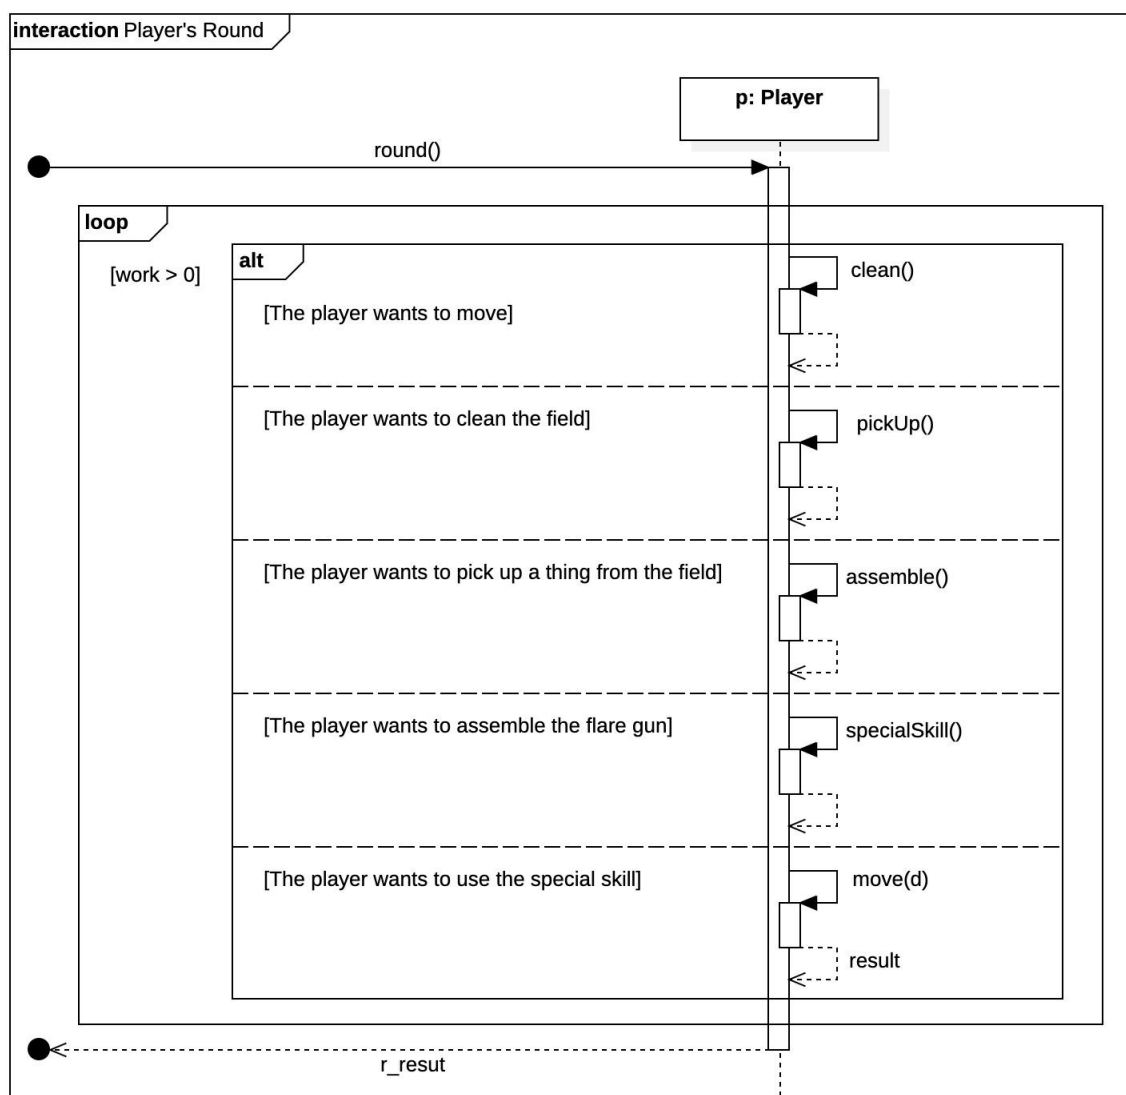 interaction Player's Round
p: Player
round()
loop
[work > 0]
alt
clean()
[The player wants to move]
[The player wants to clean the field]
pickUp()
[The player wants to pick up a thing from the field]
assemble()
[The player wants to assemble the flare gun]
specialSkill()
[The player wants to use the special skill]
move(d)
result
r_resut